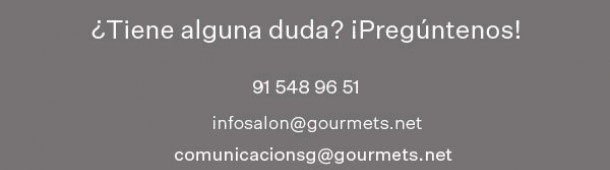 ¿Tiene alguna duda? ¡Pregúntenos!
91 548 96 51
infosalon@gourmets.net
comunicacionsg@gourmets.net